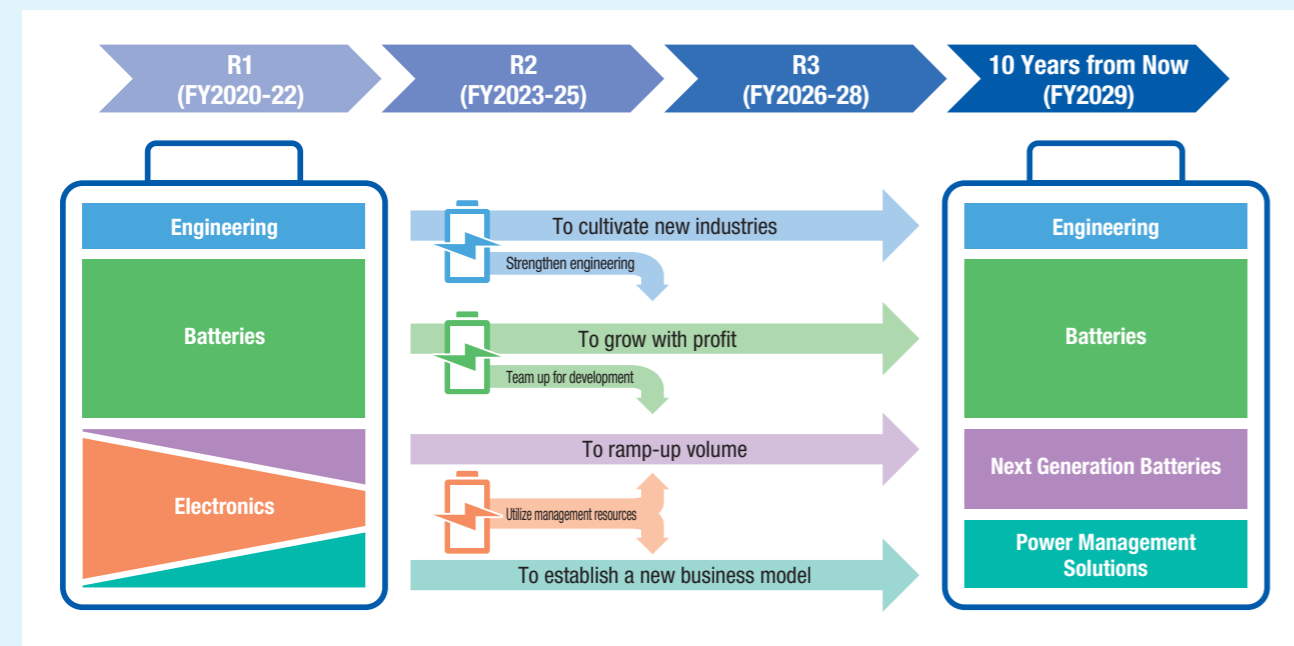 R1
(FY2020-22)
R2
(FY2023-25)
R3
(FY2026-28)
10 Years from Now
(FY2029)
Engineering
Batteries
Electronics
To cultivate new industries
Strengthen engineering
To grow with profit
Team up for development
To ramp-up volume
Utilize management resources
To establish a new business model
Engineering
Batteries
Next Generation Batteries
Power Management
Solutions